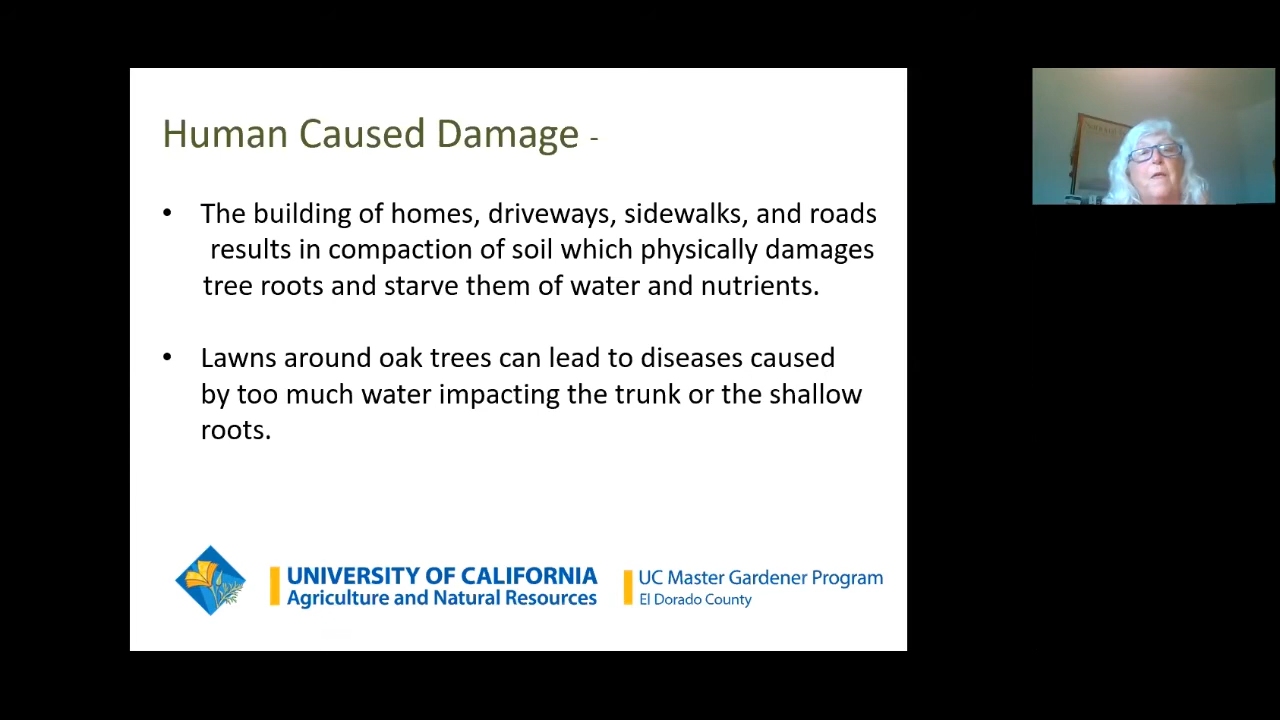 Human Caused Damage -
• The building of homes, driveways, sidewalks, and roads
results in compaction of soil which physically damages
tree roots and starve them of water and nutrients.
• Lawns around oak trees can lead to diseases caused
by too much water impacting the trunk or the shallow
roots.
UNIVERSITY OF CALIFORNIA
Agriculture and Natural Resources
UC Master Gardener Program
El Dorado County